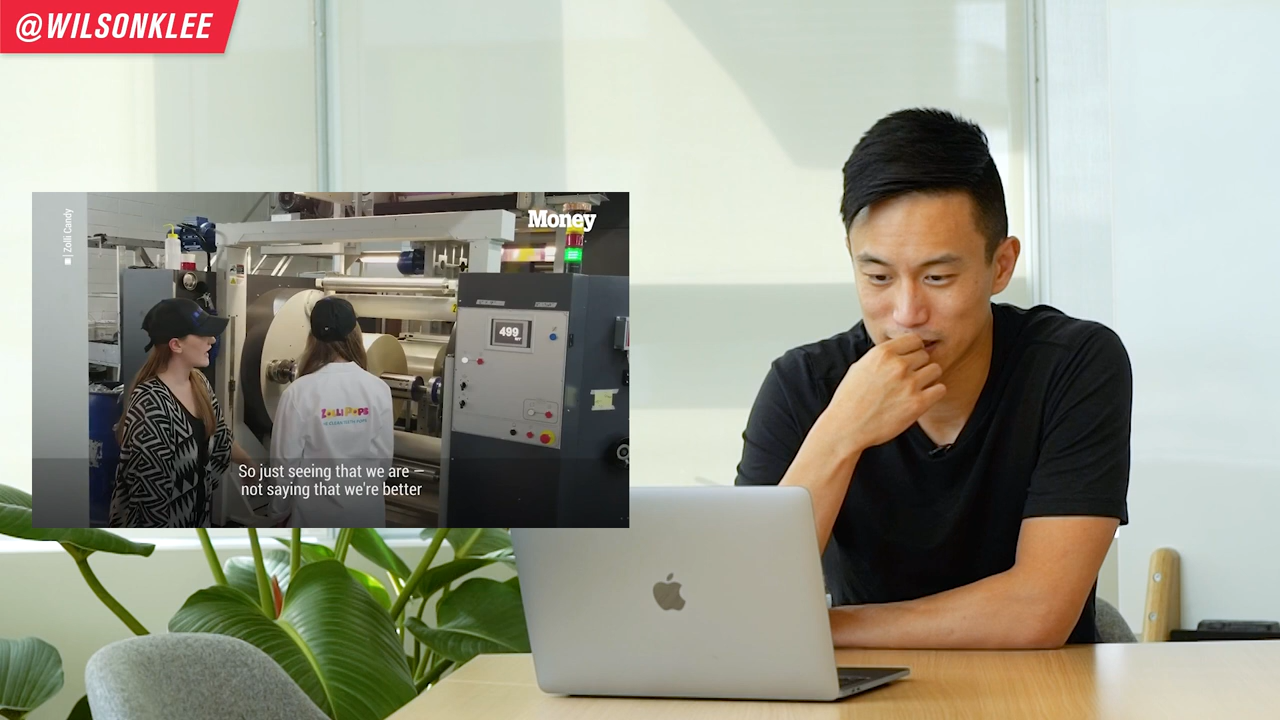 @WILSONKLEE
| Zolli Candy
Money
499
ZOLLIPOPS
So just seeing that we are –
not saying that we're better